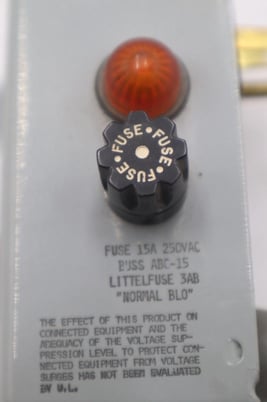 FUSE • FUSE • FUSE •
FUSE 15A 250VAC
BUSS ABC-15
LITTELFUSE 3AB
"NORMAL BLO"
THE EFFECT OF THIS PRODUCT ON
CONNECTED EQUIPMENT AND THE
ADEQUACY OF THE VOLTAGE SUP-
PRESSION LEVEL TO PROTECT CON-
NECTED EQUIPMENT FROM VOLTAGE
SURGES HAS NOT BEEN EVALUATED
BY U.L.